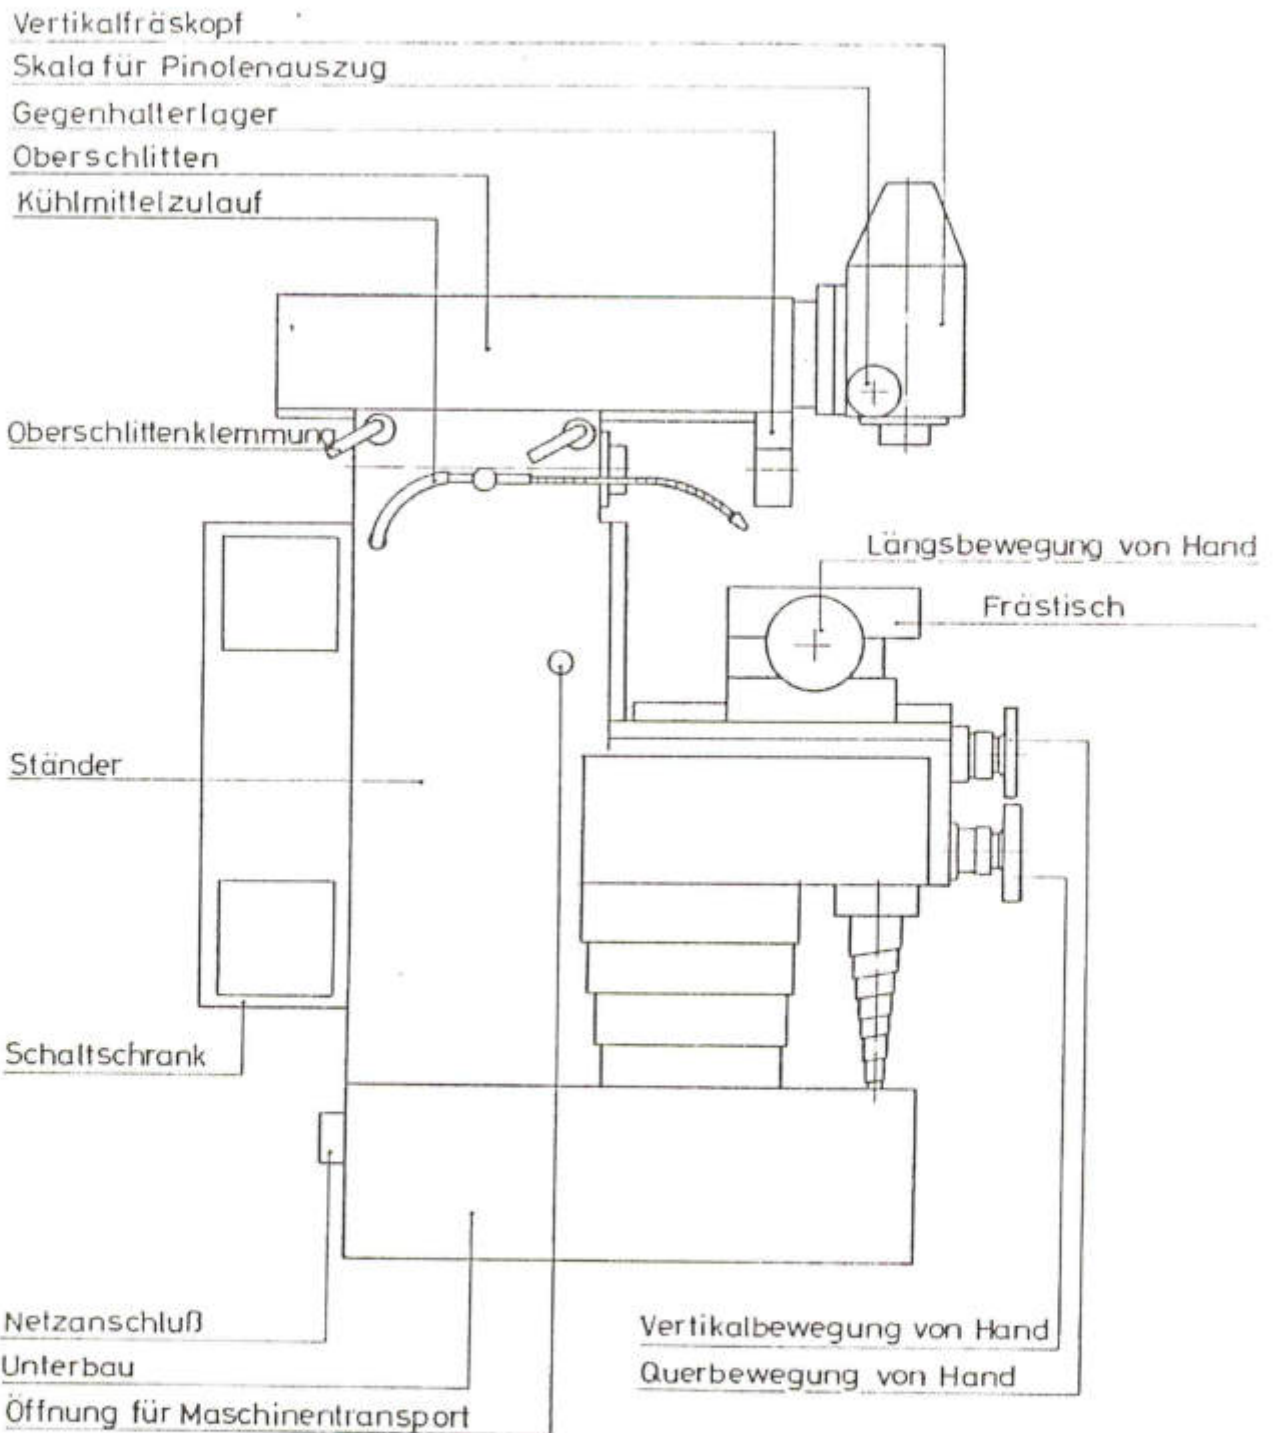 Vertikalfräskopf
Skala für Pinolenauszug
Gegenhalterlager
Oberschlitten
Kühlmittelzulauf
Oberschlittenklemmung
Längsbewegung von Hand
Frästisch
Ständer
Schaltschrank
Netzanschluß
Unterbau
Öffnung für Maschinentransport
Vertikalbewegung von Hand
Querbewegung von Hand